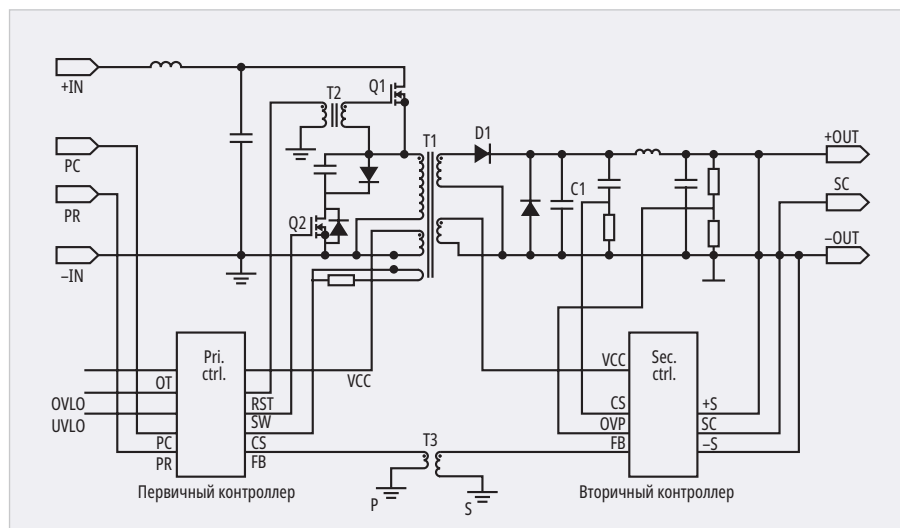 +IN
PC
PR
–IN
Q1
T2
Q2
T1
D1
C1
+OUT
SC
–OUT
Pri.
ctrl.
OT
OVLO
UVLO
PC
PR
VCC
RST
SW
CS
FB
T3
P
S
VCC
CS
OVP
FB
Sec.
ctrl.
+S
SC
–S
Первичный контроллер
Вторичный контроллер